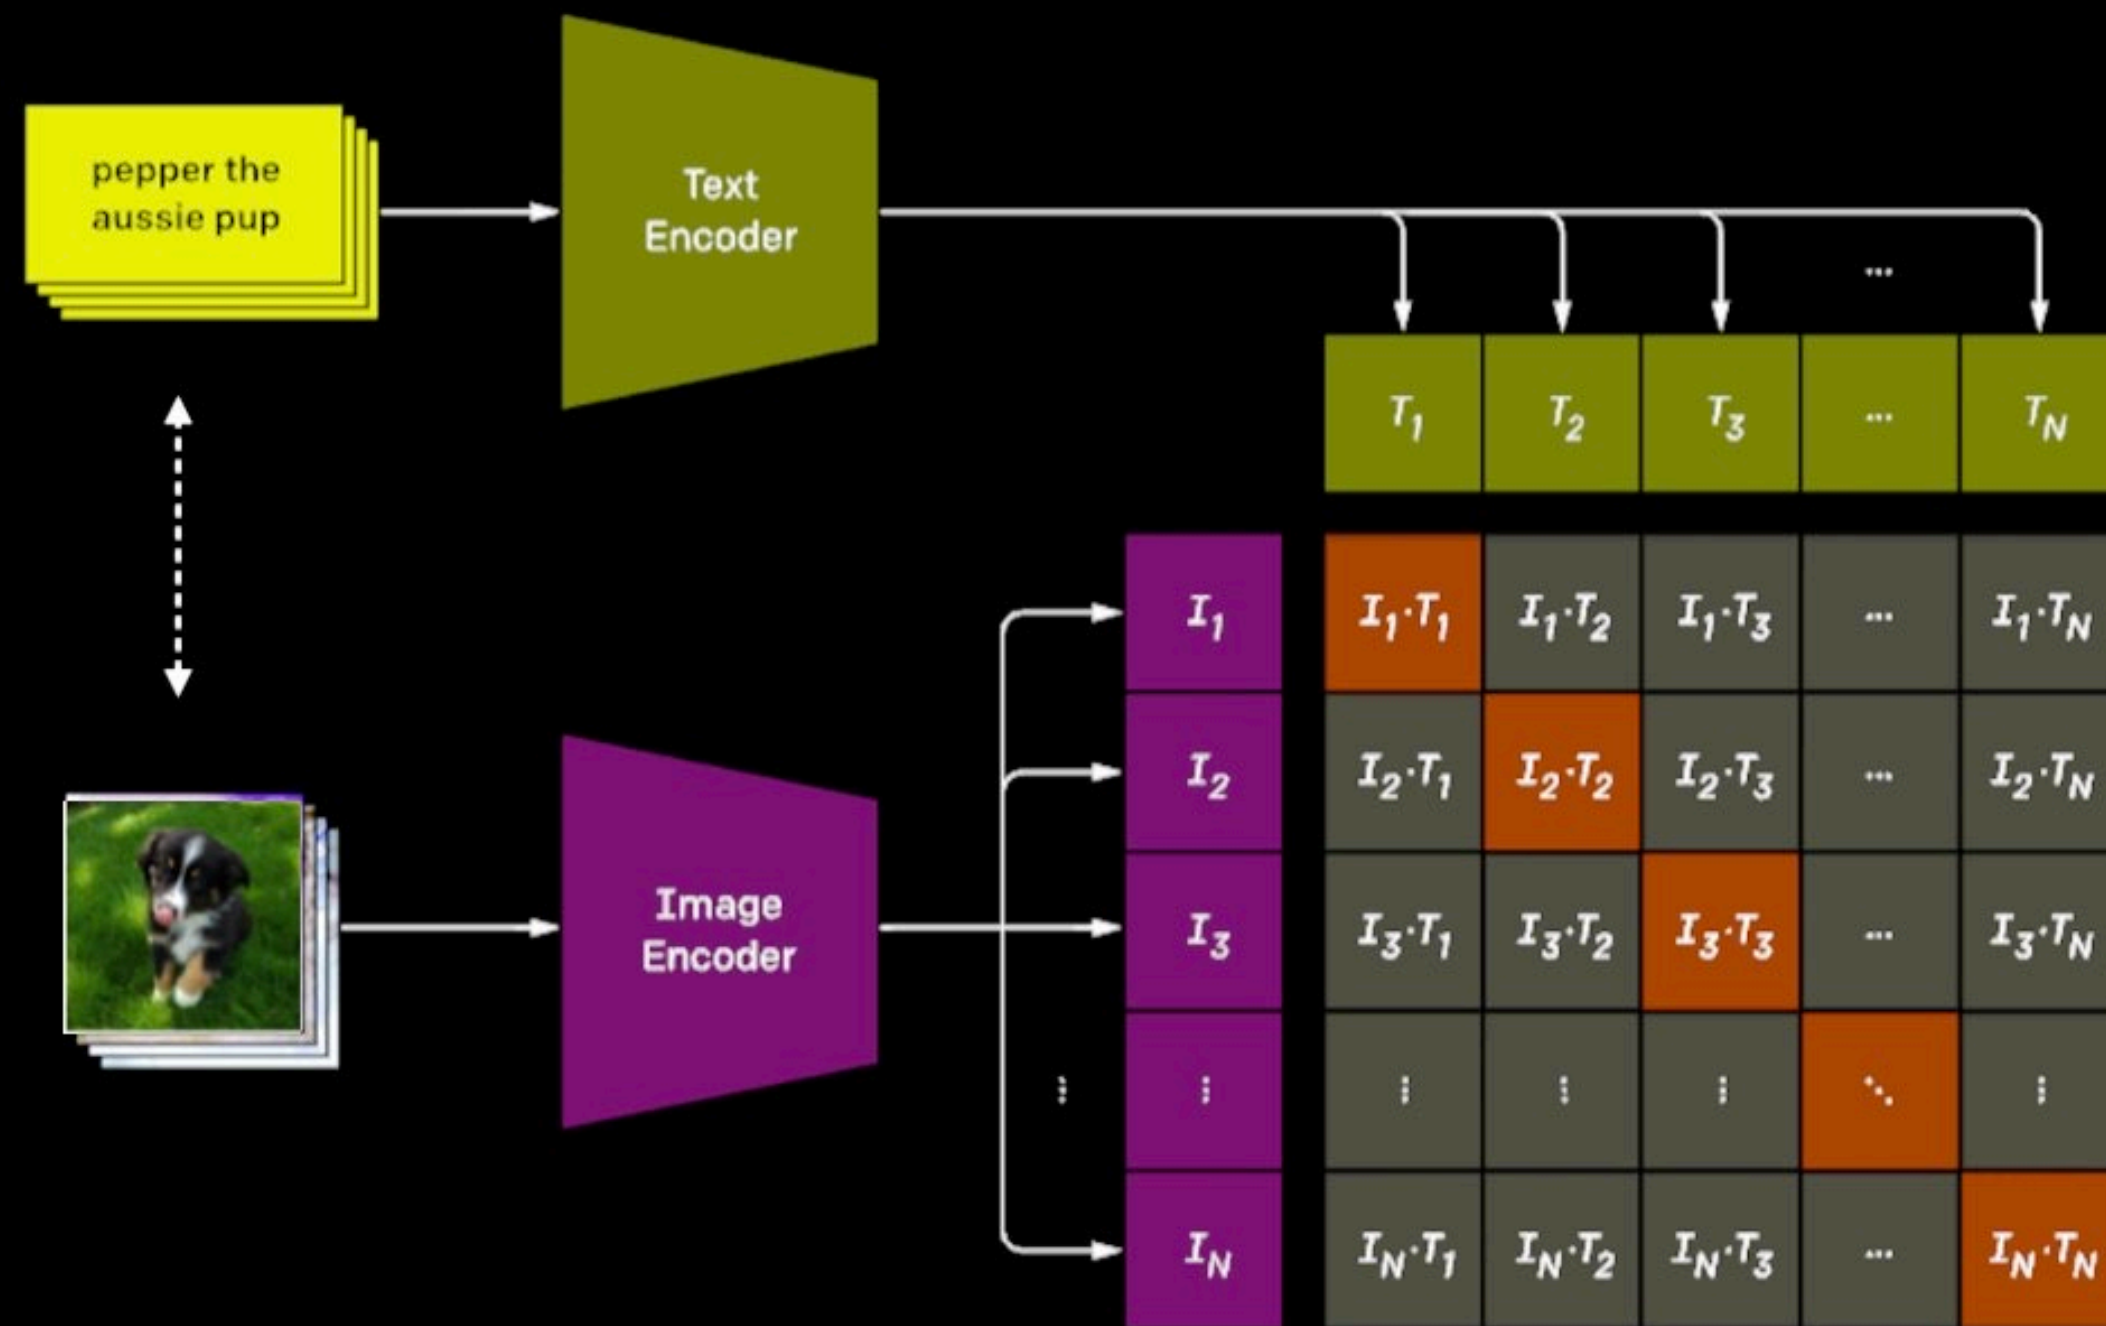 pepper the
aussie pup
Text
Encoder
...
T1 T2 T3 ... TN
I1 I1·T1 I1·T2 I1·T3 ... I1·TN
I2 I2·T1 I2·T2 I2·T3 ... I2·TN
Image
Encoder
I3 I3·T1 I3·T2 I3·T3 ... I3·TN
⋮ ⋮ ⋮ ⋮ ⋮ ⋱ ⋮
IN IN·T1 IN·T2 IN·T3 ... IN·TN